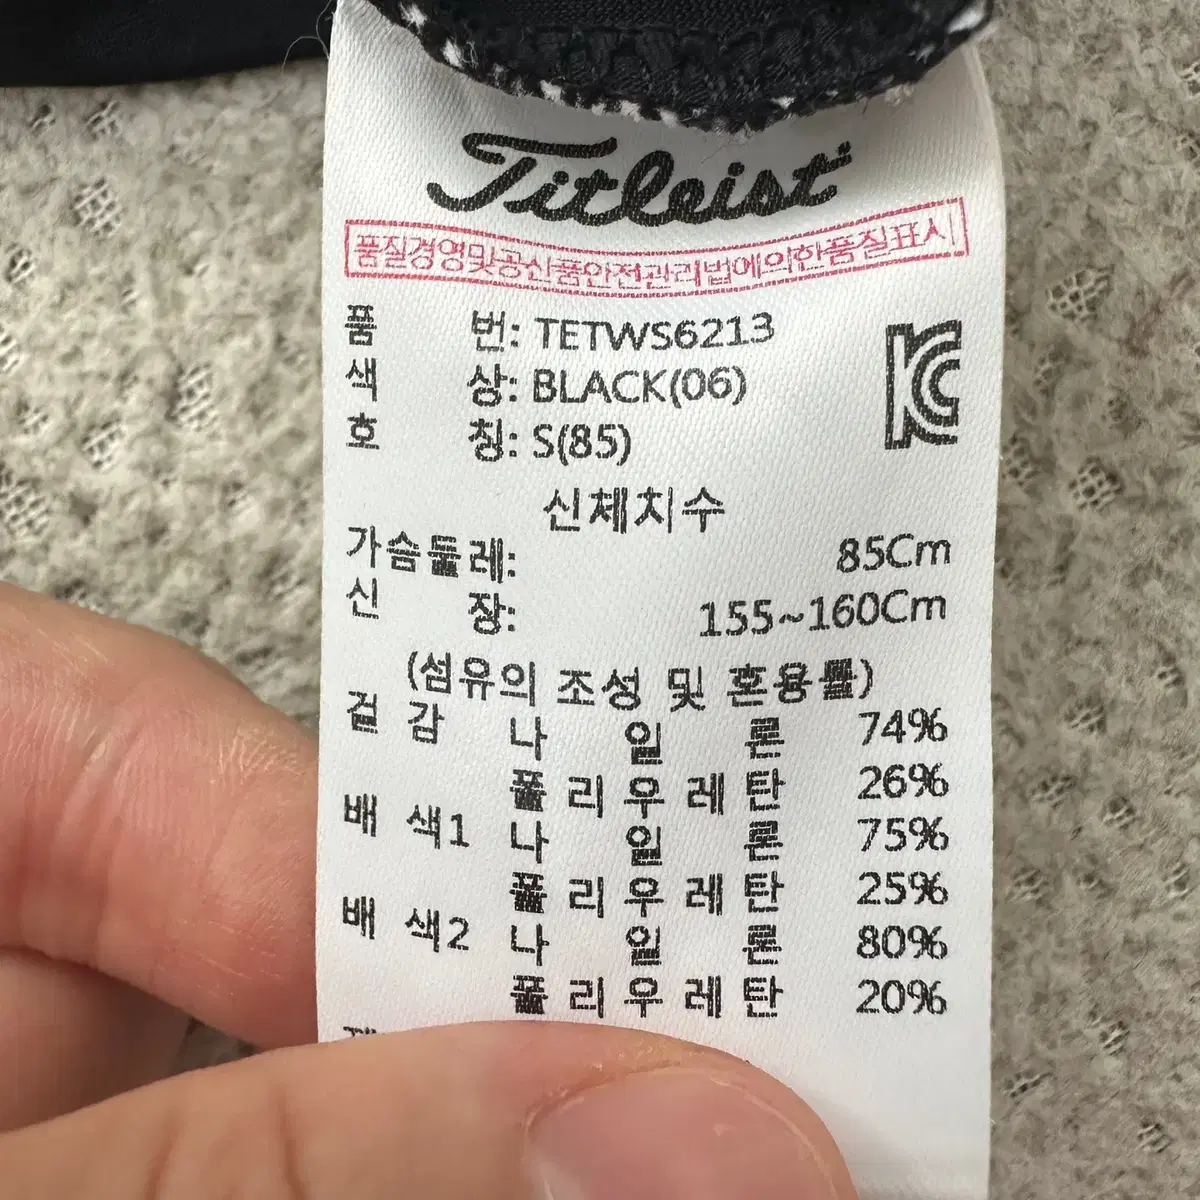 Titleist
품질경영및공산품안전관리법에의한품질표시
품 번: TETWS6213
색 상: BLACK(06)
호 칭: S(85)
신체치수
가슴둘레: 85Cm
신 장: 155~160Cm
(섬유의 조성 및 혼용률)
겉 감 나 일 론 74%
폴 리 우 레 탄 26%
배 색1 나 일 론 75%
폴 리 우 레 탄 25%
배 색2 나 일 론 80%
폴 리 우 레 탄 20%